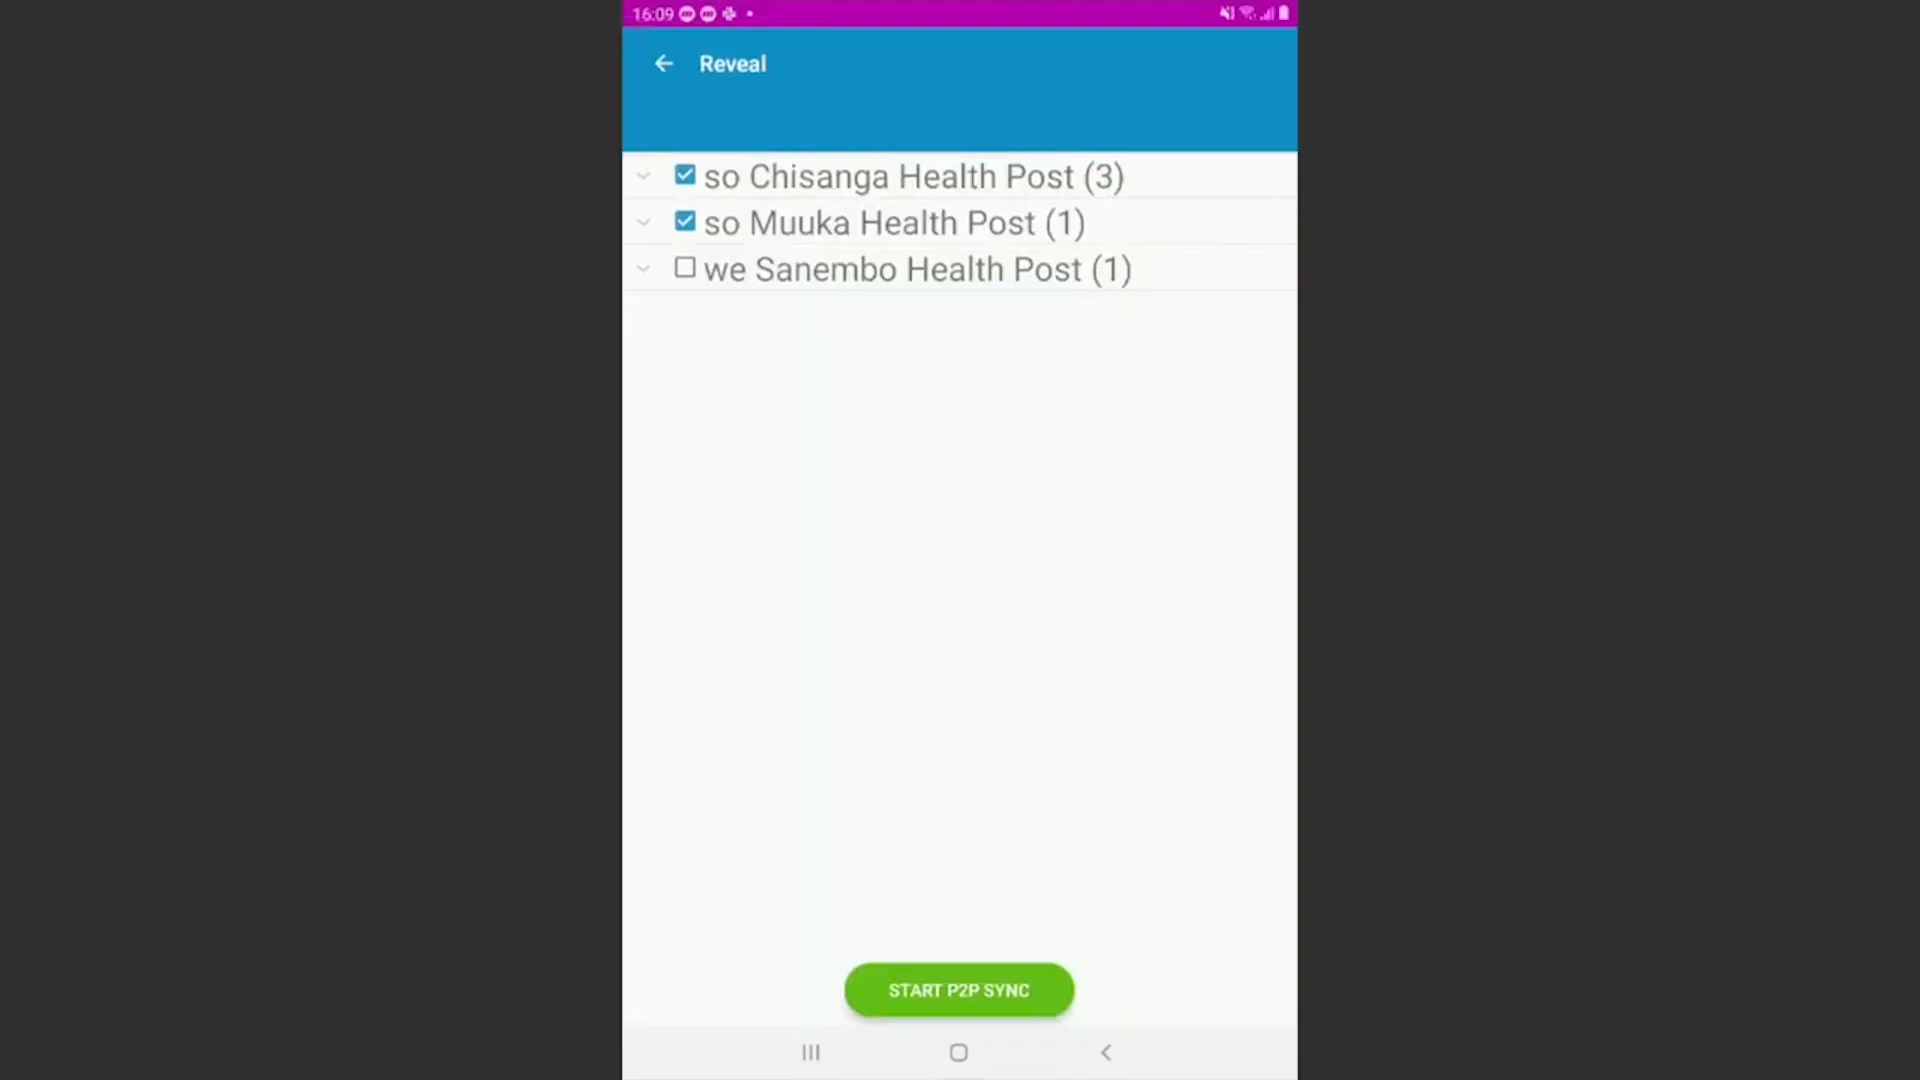 16:09
Reveal
so Chisanga Health Post (3)
so Muuka Health Post (1)
we Sanembo Health Post (1)
START P2P SYNC